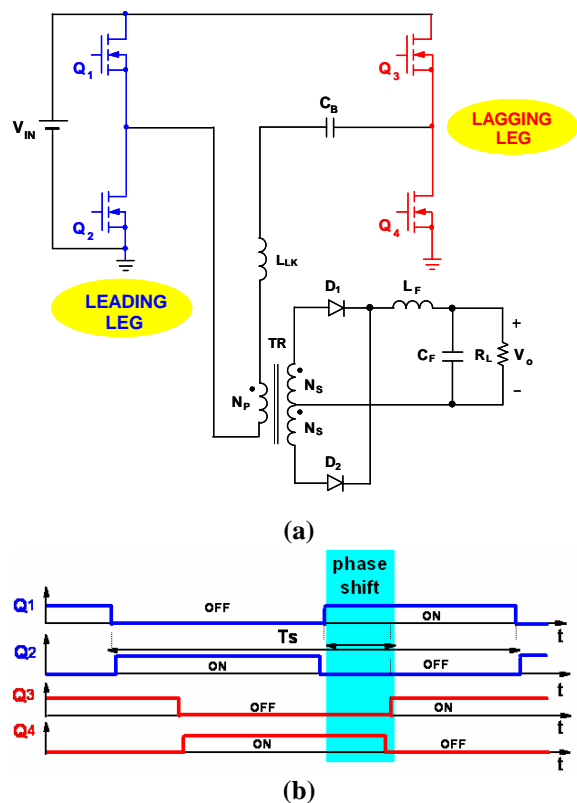 Q1
Q3
CB
VIN
LAGGING
LEG
Q2
Q4
LLK
LEADING
LEG
D1
LF
TR
+
NP
NS
CF
RL
Vo
NS
–
D2
(a)
phase
shift
Q1
OFF
ON
t
Ts
Q2
ON
OFF
t
Q3
OFF
ON
t
Q4
ON
OFF
t
(b)